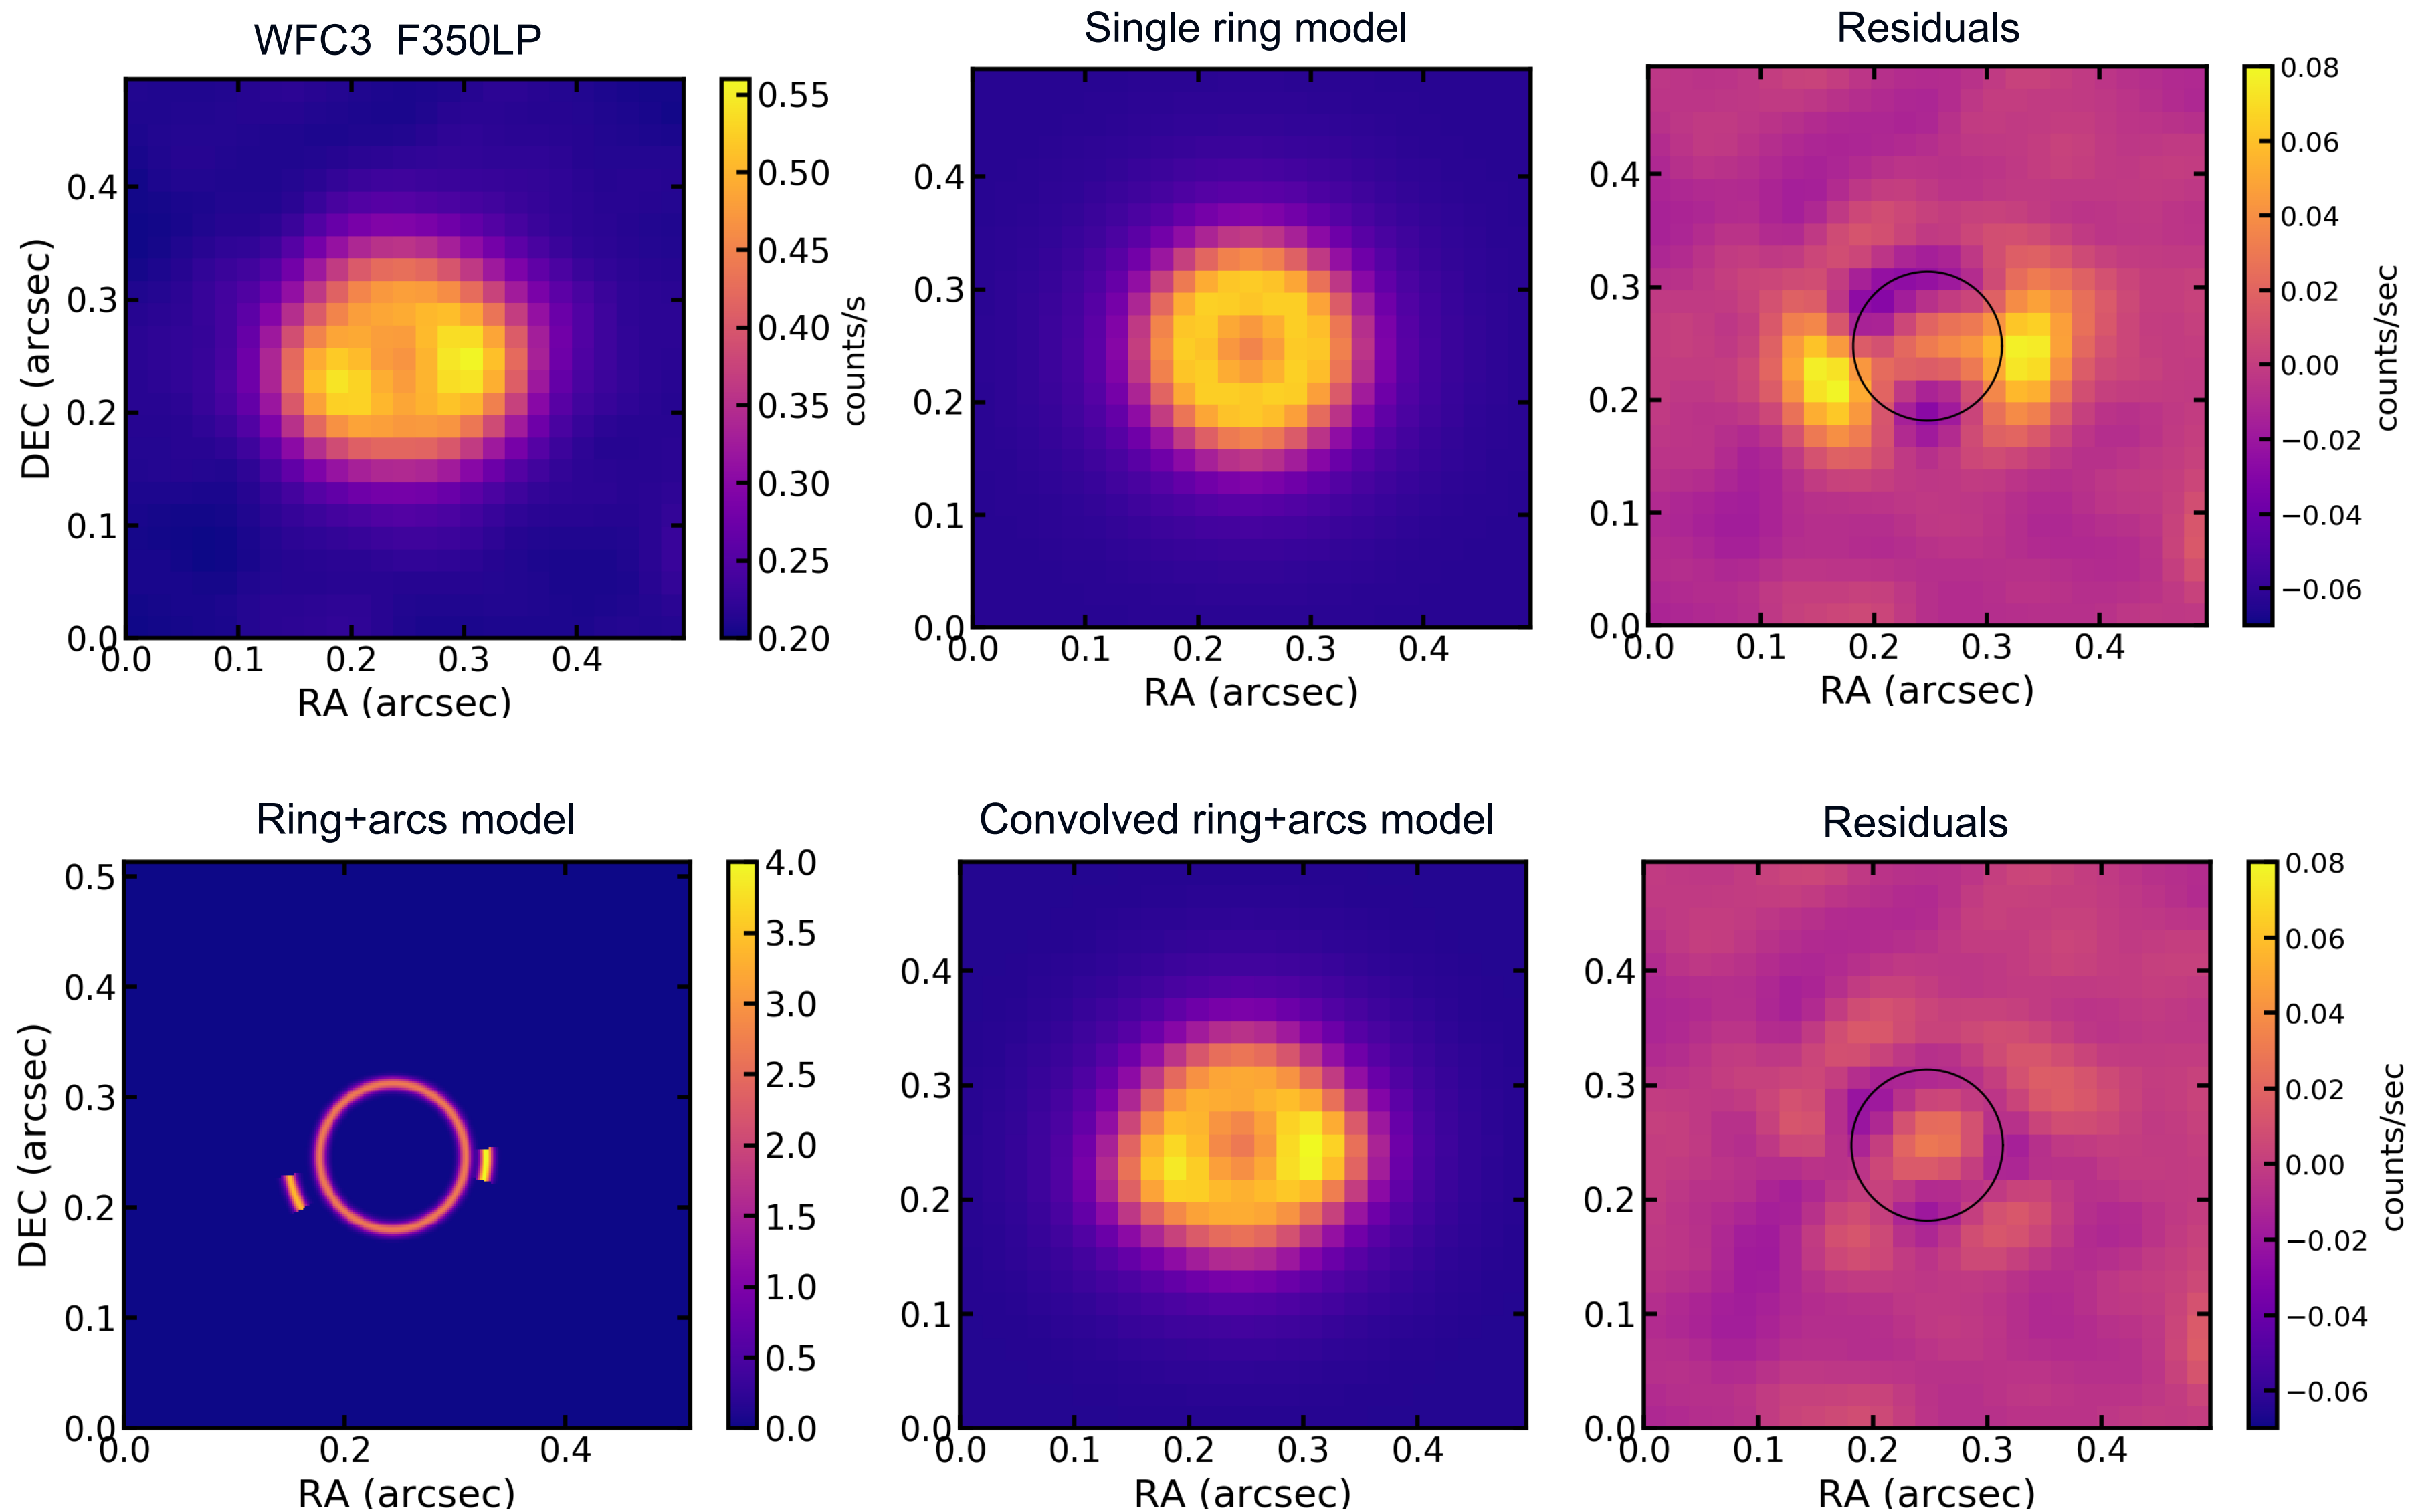 WFC3 F350LP
Single ring model
Residuals
DEC (arcsec)
0.4
0.3
0.2
0.1
0.0
0.0 0.1 0.2 0.3 0.4
RA (arcsec)
0.55
0.50
0.45
0.40
0.35
0.30
0.25
0.20
counts/s
0.4
0.3
0.2
0.1
0.0
0.0 0.1 0.2 0.3 0.4
RA (arcsec)
0.4
0.3
0.2
0.1
0.0
0.0 0.1 0.2 0.3 0.4
RA (arcsec)
0.08
0.06
0.04
0.02
0.00
−0.02
−0.04
−0.06
counts/sec
Ring+arcs model
Convolved ring+arcs model
Residuals
DEC (arcsec)
0.5
0.4
0.3
0.2
0.1
0.0
0.0 0.2 0.4
RA (arcsec)
4.0
3.5
3.0
2.5
2.0
1.5
1.0
0.5
0.0
0.4
0.3
0.2
0.1
0.0
0.0 0.1 0.2 0.3 0.4
RA (arcsec)
0.4
0.3
0.2
0.1
0.0
0.0 0.1 0.2 0.3 0.4
RA (arcsec)
0.08
0.06
0.04
0.02
0.00
−0.02
−0.04
−0.06
counts/sec